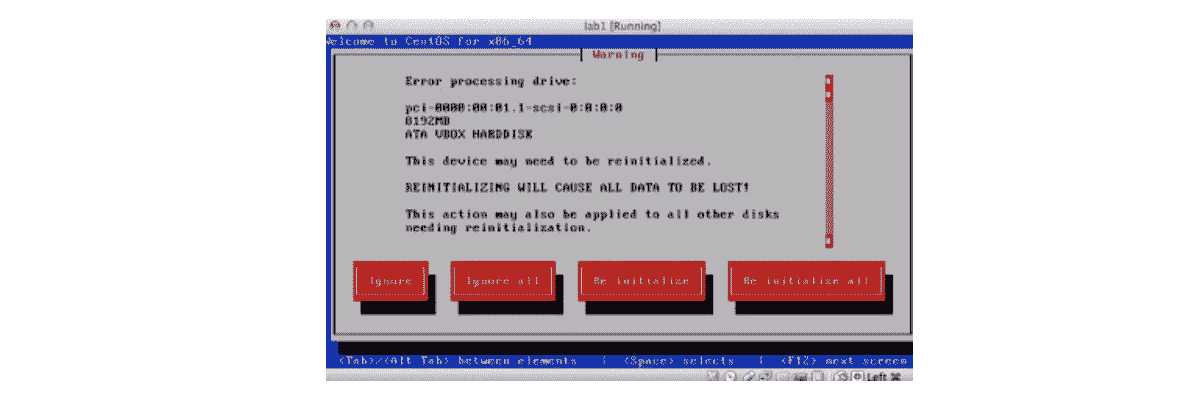 lab1 [Running]
Welcome to CentOS for x86_64
Warning
Error processing drive:
pci-0000:00:01.1-scsi-0:0:0:0
8192MB
ATA VBOX HARDDISK
This device may need to be reinitialized.
REINITIALIZING WILL CAUSE ALL DATA TO BE LOST!
This action may also be applied to all other disks
needing reinitialization.
Ignore
Ignore all
Re-initialize
Re-initialize all
<Tab>/<Alt-Tab> between elements | <Space> selects | <F12> next screen
Left ⌘